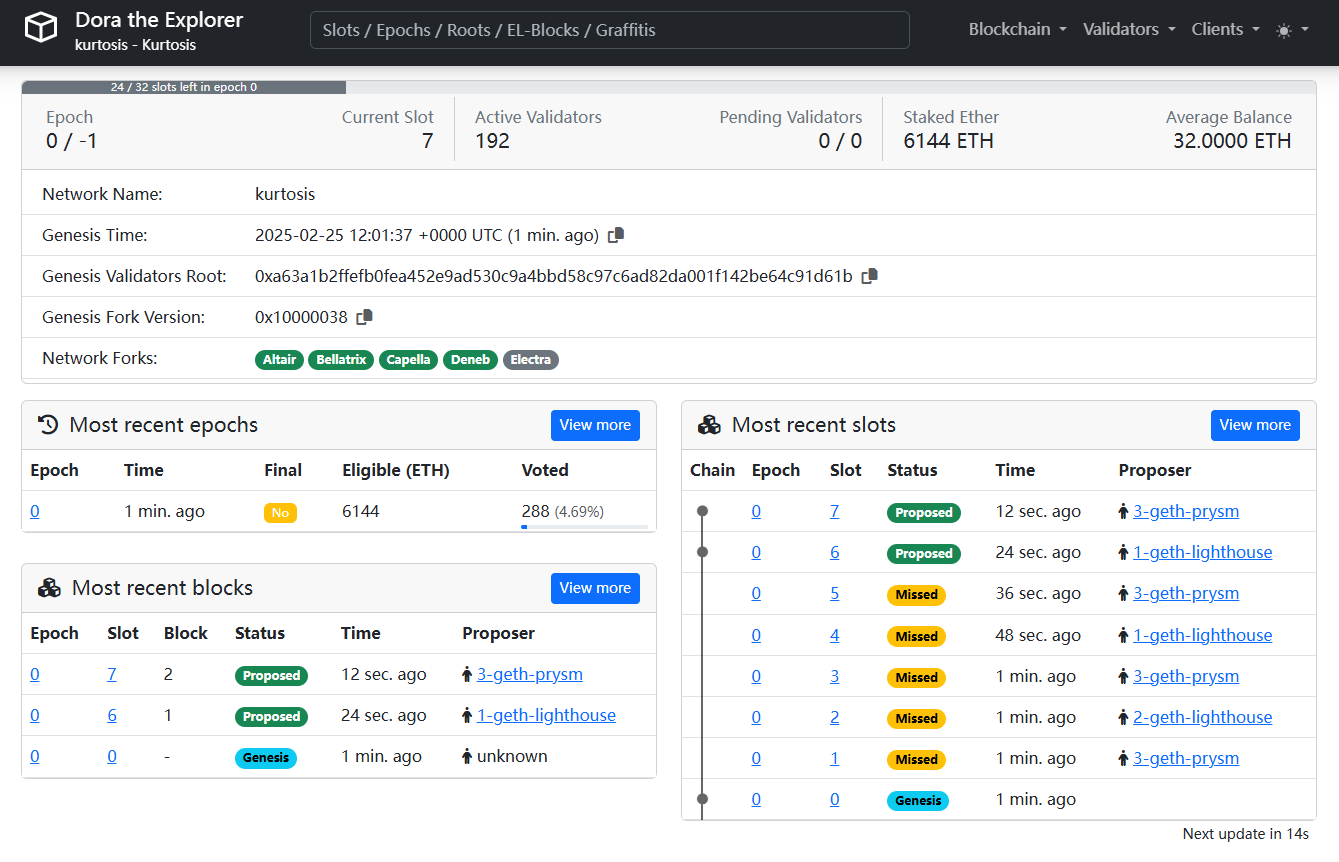 Dora the Explorer
kurtosis - Kurtosis
Slots / Epochs / Roots / EL-Blocks / Graffitis
Blockchain Validators Clients
24 / 32 slots left in epoch 0
Epoch Current Slot Active Validators Pending Validators Staked Ether Average Balance
0 / -1 7 192 0 / 0 6144 ETH 32.0000 ETH
Network Name: kurtosis
Genesis Time: 2025-02-25 12:01:37 +0000 UTC (1 min. ago)
Genesis Validators Root: 0xa63a1b2ffefb0fea452e9ad530c9a4bbd58c97c6ad82da001f142be64c91d61b
Genesis Fork Version: 0x10000038
Network Forks: Altair Bellatrix Capella Deneb Electra
Most recent epochs View more
Epoch Time Final Eligible (ETH) Voted
0 1 min. ago No 6144 288 (4.69%)
Most recent blocks View more
Epoch Slot Block Status Time Proposer
0 7 2 Proposed 12 sec. ago 3-geth-prysm
0 6 1 Proposed 24 sec. ago 1-geth-lighthouse
0 0 - Genesis 1 min. ago unknown
Most recent slots View more
Chain Epoch Slot Status Time Proposer
0 7 Proposed 12 sec. ago 3-geth-prysm
0 6 Proposed 24 sec. ago 1-geth-lighthouse
0 5 Missed 36 sec. ago 3-geth-prysm
0 4 Missed 48 sec. ago 1-geth-lighthouse
0 3 Missed 1 min. ago 3-geth-prysm
0 2 Missed 1 min. ago 2-geth-lighthouse
0 1 Missed 1 min. ago 3-geth-prysm
0 0 Genesis 1 min. ago
Next update in 14s